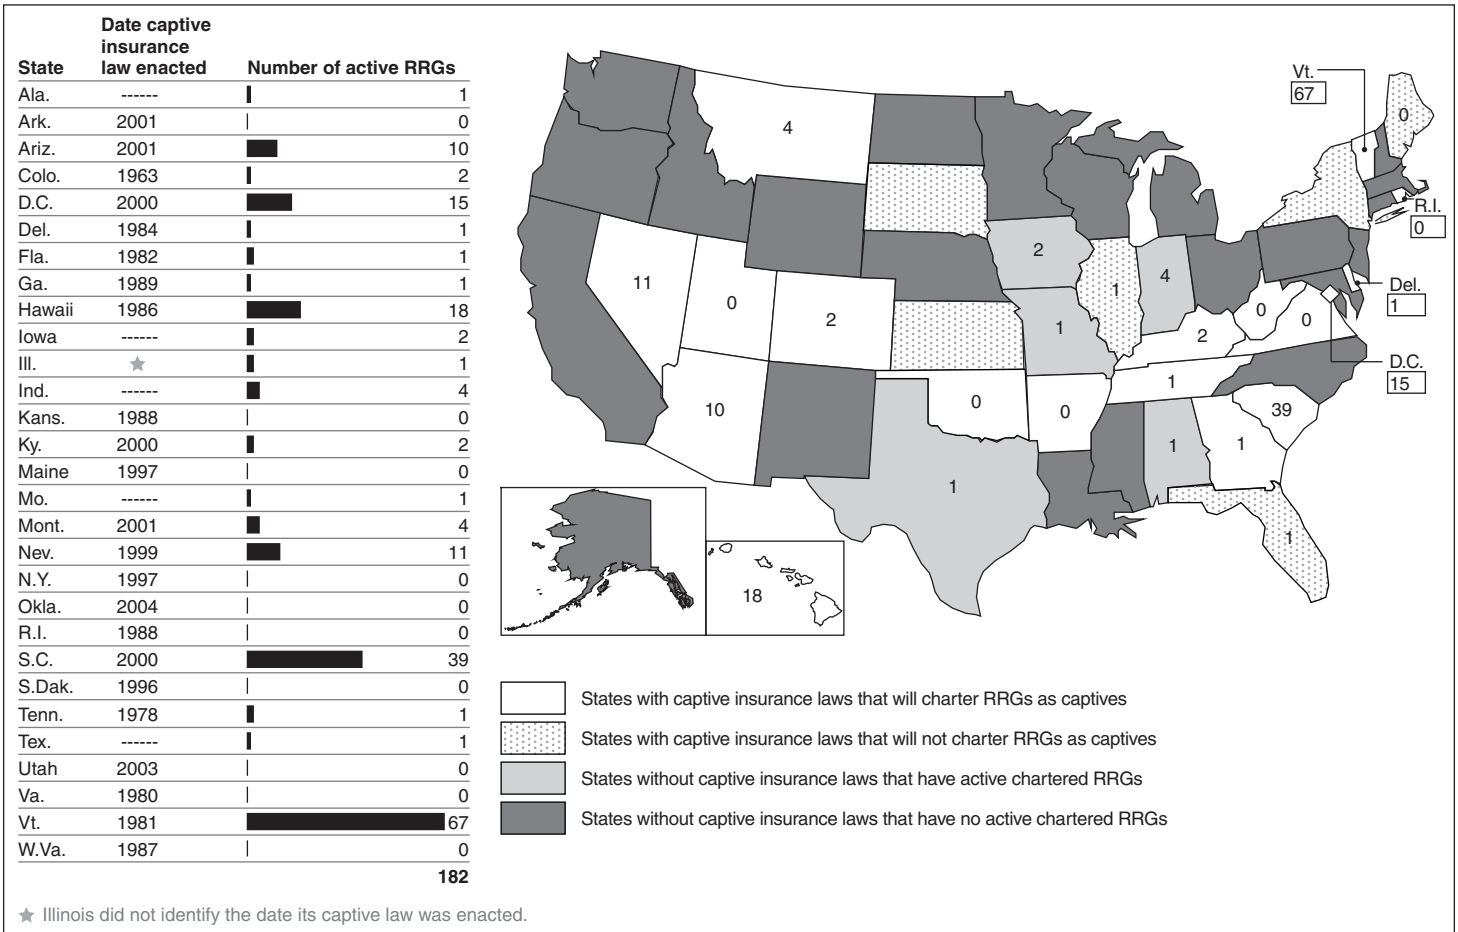 Date captive
insurance
State law enacted Number of active RRGs
Ala. ------ 1
Ark. 2001 0
Ariz. 2001 10
Colo. 1963 2
D.C. 2000 15
Del. 1984 1
Fla. 1982 1
Ga. 1989 1
Hawaii 1986 18
Iowa ------ 2
Ill. ★ 1
Ind. ------ 4
Kans. 1988 0
Ky. 2000 2
Maine 1997 0
Mo. ------ 1
Mont. 2001 4
Nev. 1999 11
N.Y. 1997 0
Okla. 2004 0
R.I. 1988 0
S.C. 2000 39
S.Dak. 1996 0
Tenn. 1978 1
Tex. ------ 1
Utah 2003 0
Va. 1980 0
Vt. 1981 67
W.Va. 1987 0
182
★ Illinois did not identify the date its captive law was enacted.
Vt.
67
0
4
R.I.
0
2
4
11
1
Del.
1
0
0
0
2
1
2
D.C.
15
1
10
0
0
39
1
1
1
1
18
States with captive insurance laws that will charter RRGs as captives
States with captive insurance laws that will not charter RRGs as captives
States without captive insurance laws that have active chartered RRGs
States without captive insurance laws that have no active chartered RRGs